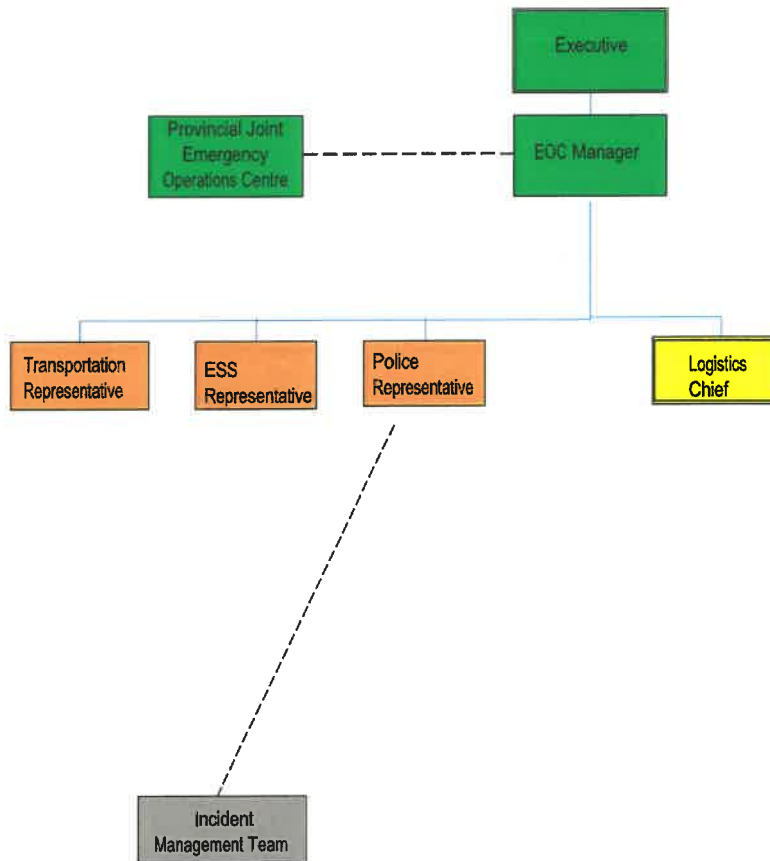 Executive
Provincial Joint
Emergency
Operations Centre
EOC Manager
Transportation
Representative
ESS
Representative
Police
Representative
Logistics
Chief
Incident
Management Team